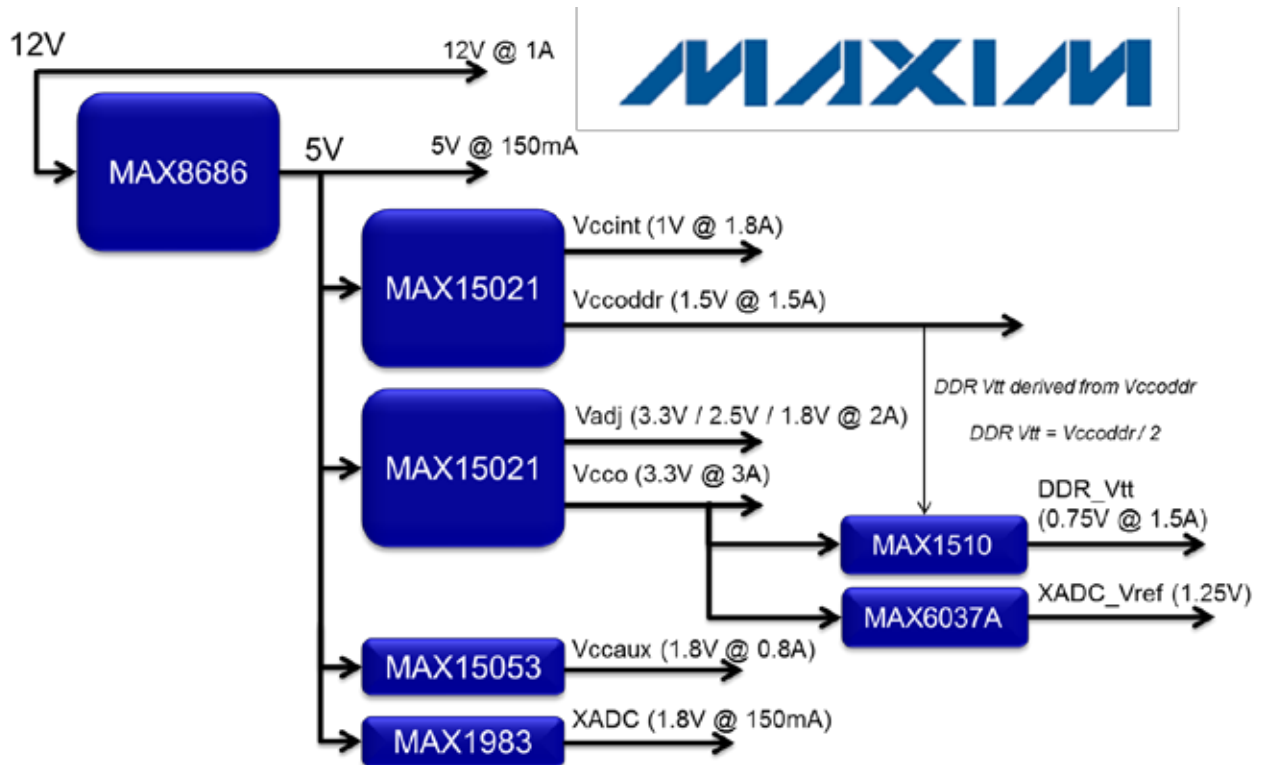 12V
12V @ 1A
MAXIM
MAX8686
5V
5V @ 150mA
Vccint (1V @ 1.8A)
MAX15021
Vccoddr (1.5V @ 1.5A)
DDR Vtt derived from Vccoddr
DDR Vtt = Vccoddr / 2
Vadj (3.3V / 2.5V / 1.8V @ 2A)
MAX15021
Vcco (3.3V @ 3A)
DDR_Vtt
(0.75V @ 1.5A)
MAX1510
XADC_Vref (1.25V)
MAX6037A
Vccaux (1.8V @ 0.8A)
MAX15053
XADC (1.8V @ 150mA)
MAX1983